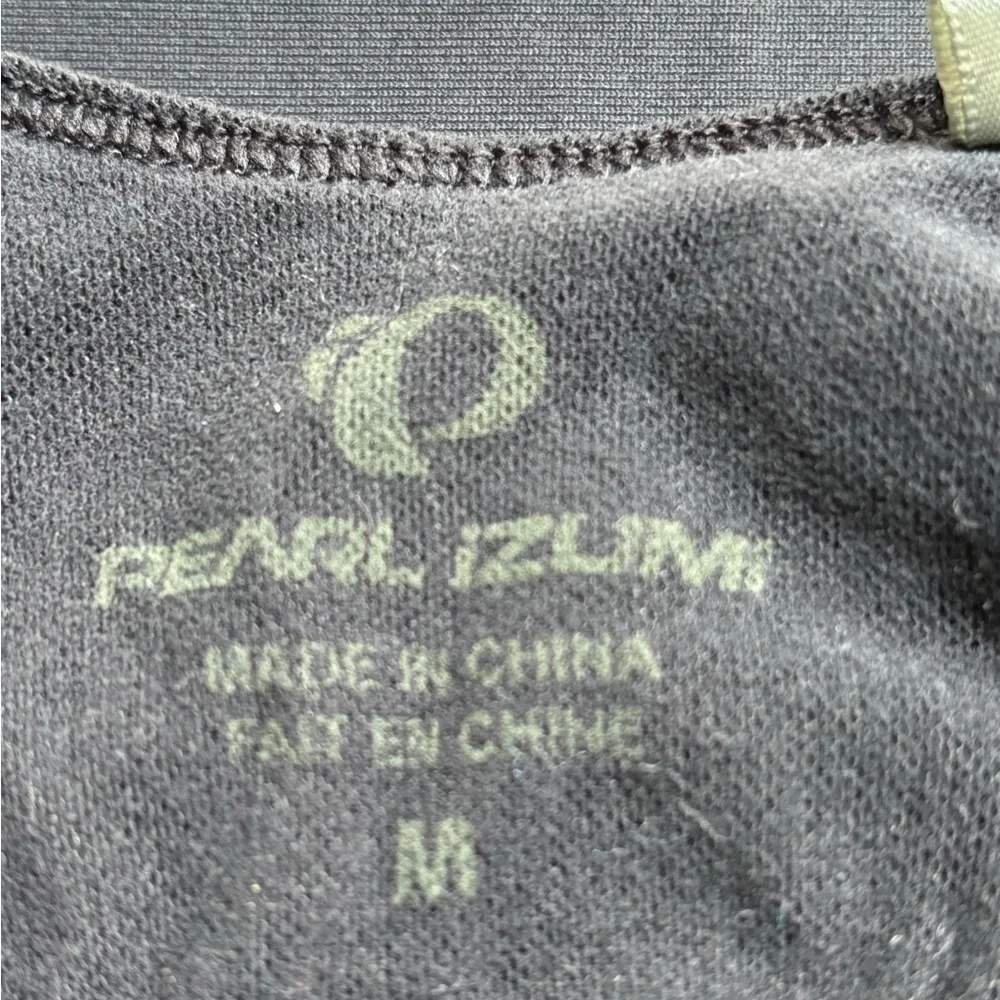 PEARL iZUMi
MADE IN CHINA
FAIT EN CHINE
M